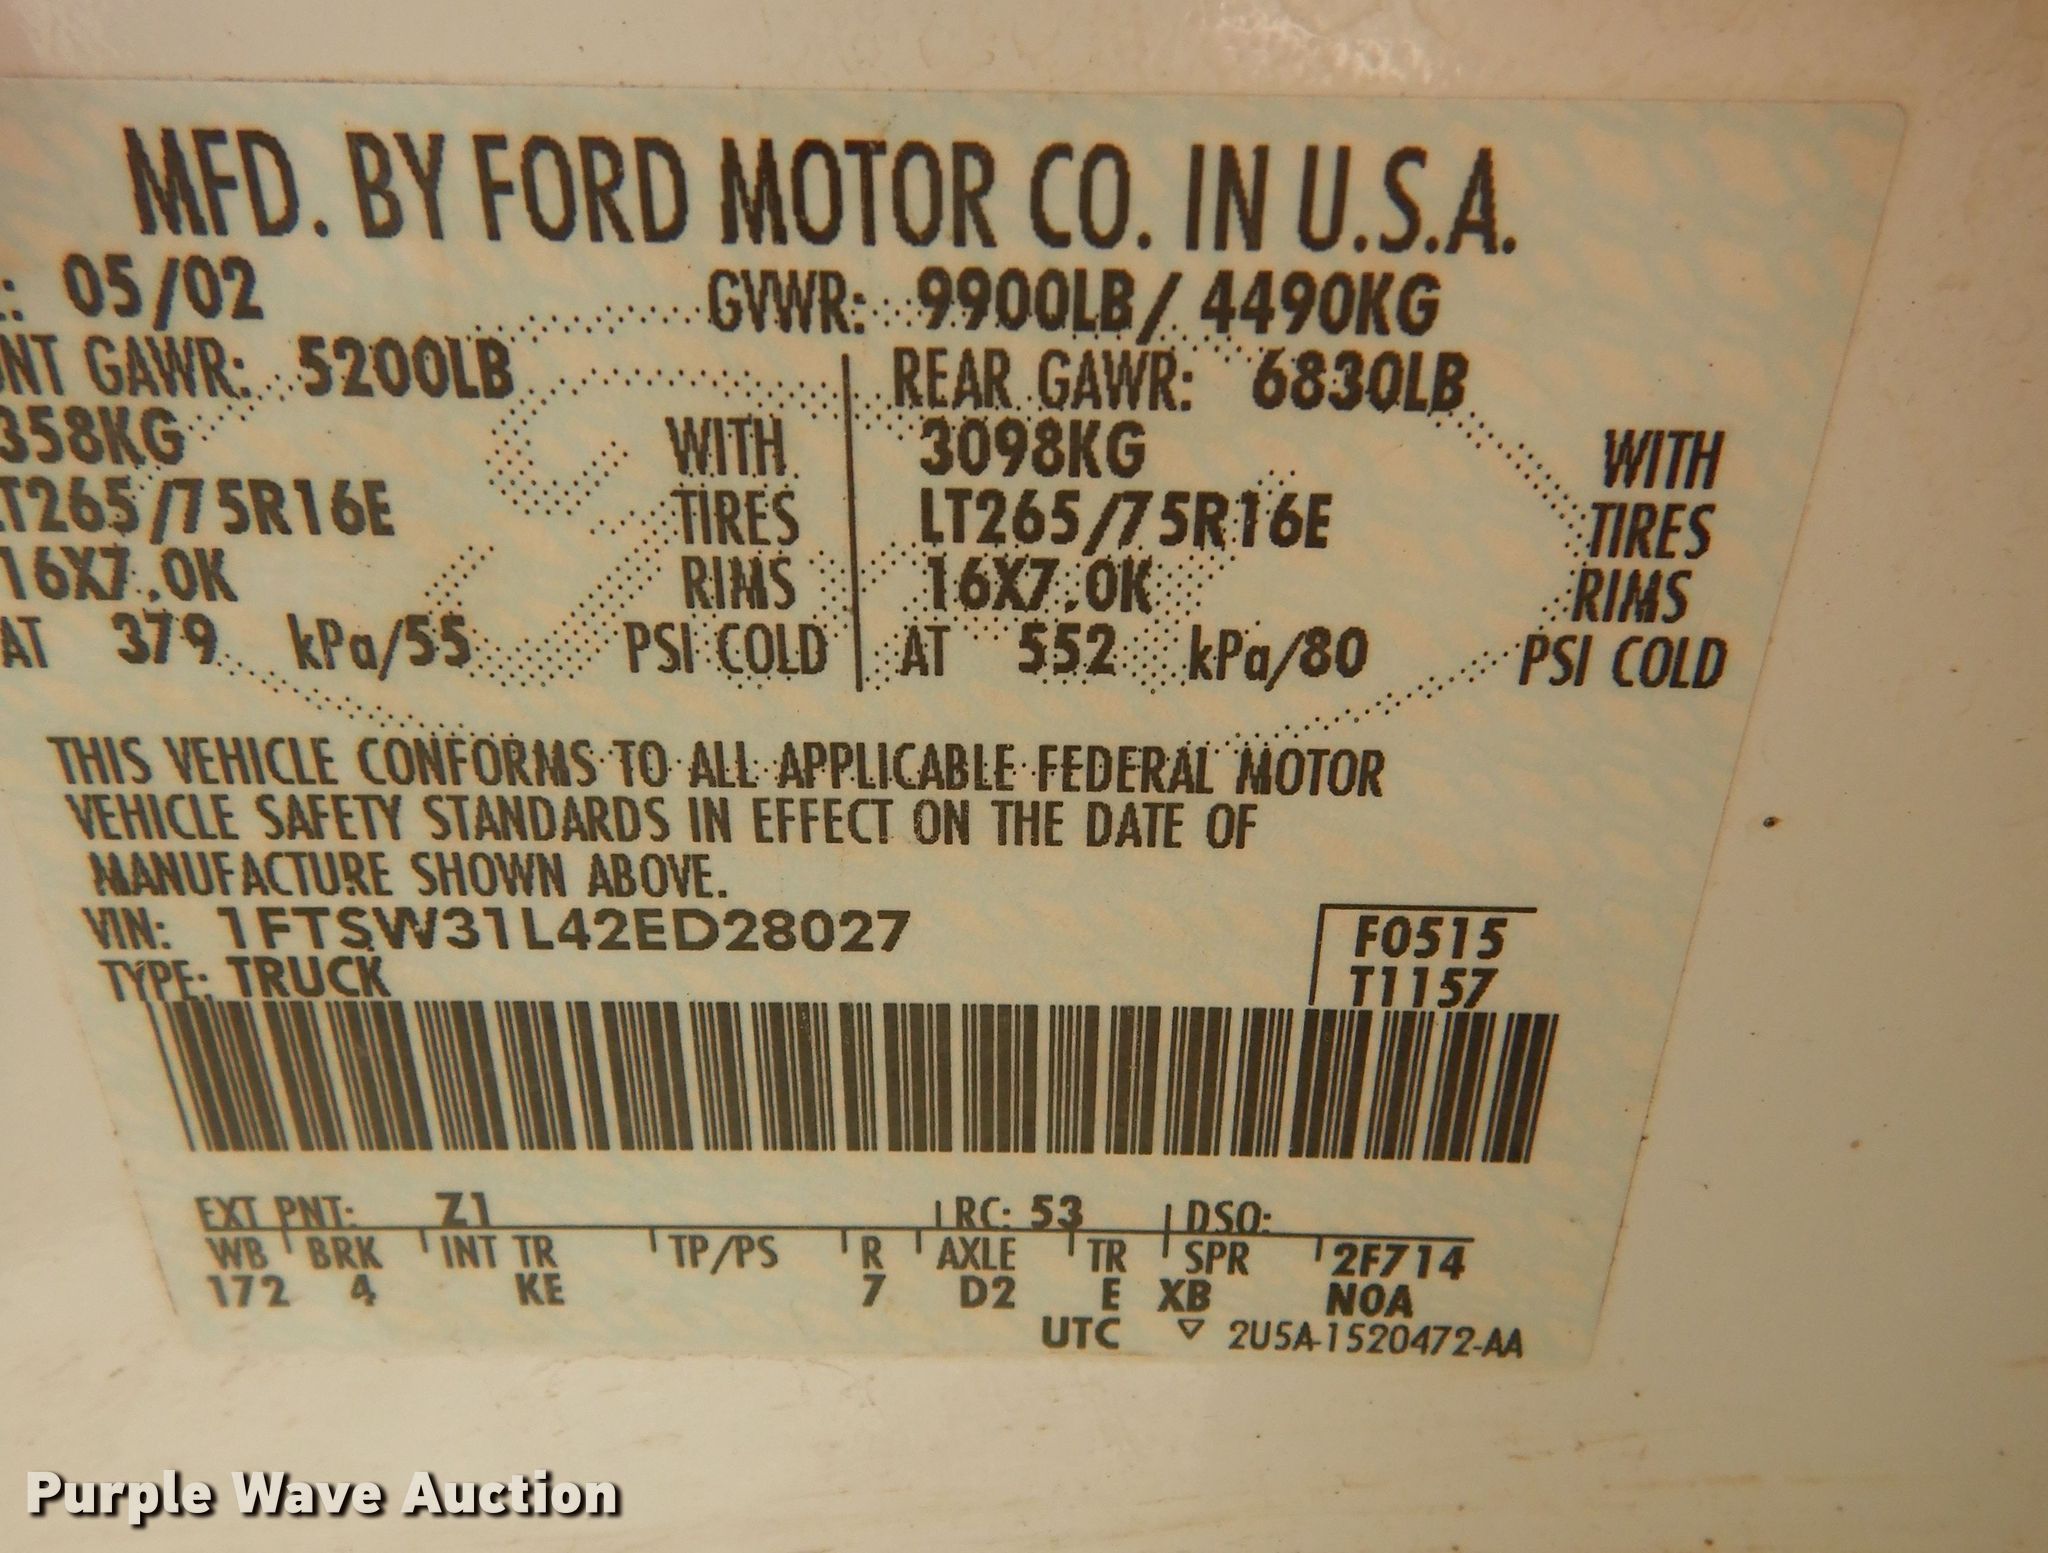 MFD. BY FORD MOTOR CO. IN U.S.A.
: 05/02 GVWR: 9900LB/ 4490KG
NT GAWR: 5200LB REAR GAWR: 6830LB
358KG WITH 3098KG WITH
LT265/75R16E TIRES LT265/75R16E TIRES
16X7.0K RIMS 16X7.0K RIMS
AT 379 kPa/55 PSI COLD AT 552 kPa/80 PSI COLD
THIS VEHICLE CONFORMS TO ALL APPLICABLE FEDERAL MOTOR
VEHICLE SAFETY STANDARDS IN EFFECT ON THE DATE OF
MANUFACTURE SHOWN ABOVE.
VIN: 1FTSW31L42ED28027 F0515
TYPE: TRUCK T1157
EXT PNT: Z1 RC: 53 DSO:
WB BRK INT TR TP/PS R AXLE TR SPR 2F714
172 4 KE 7 D2 E XB N0A
UTC ▽ 2U5A-1520472-AA
Purple Wave Auction